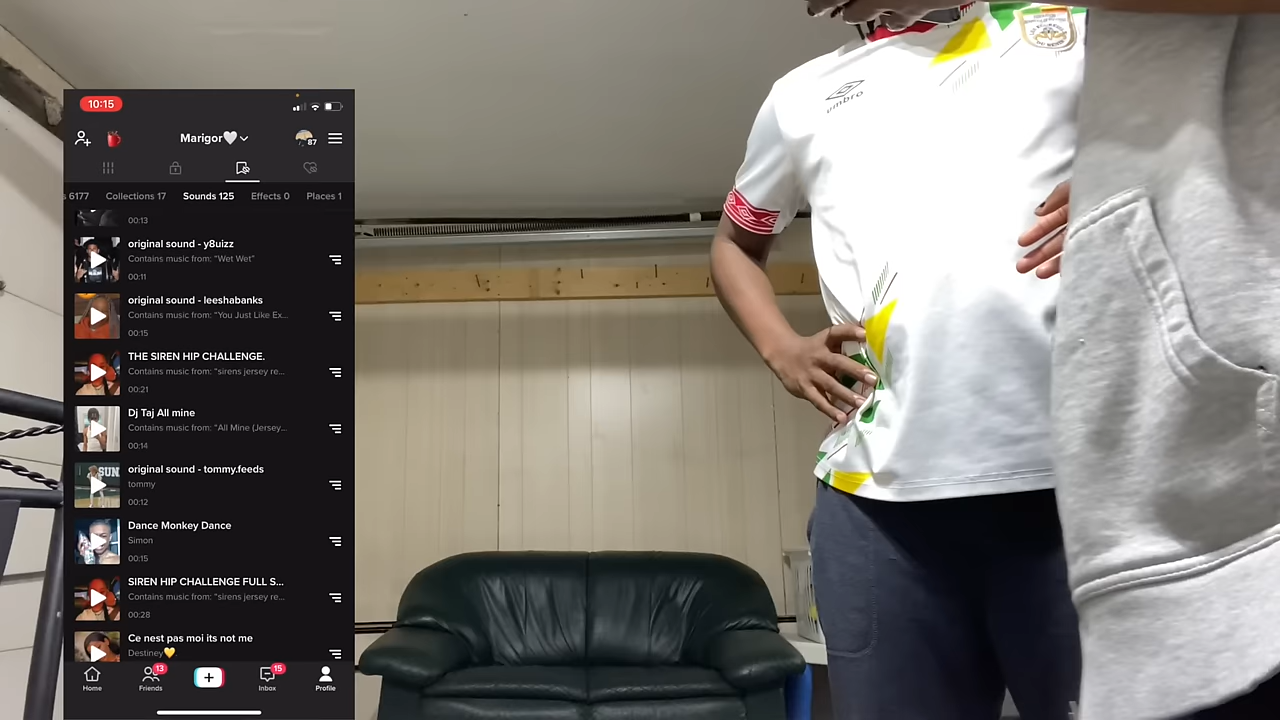 10:15
Marigor🤍
87
s 6177 Collections 17 Sounds 125 Effects 0 Places 1
00:13
original sound - y8uizz
Contains music from: "Wet Wet"
00:11
original sound - leeshabanks
Contains music from: "You Just Like Ex...
00:15
THE SIREN HIP CHALLENGE.
Contains music from: "sirens jersey re...
00:21
Dj Taj All mine
Contains music from: "All Mine (Jersey...
00:14
original sound - tommy.feeds
tommy
00:12
Dance Monkey Dance
Simon
00:15
SIREN HIP CHALLENGE FULL S...
Contains music from: "sirens jersey re...
00:28
Ce nest pas moi its not me
Destiney💛
Home
13
Friends
15
Inbox
Profile
umbro
SUN